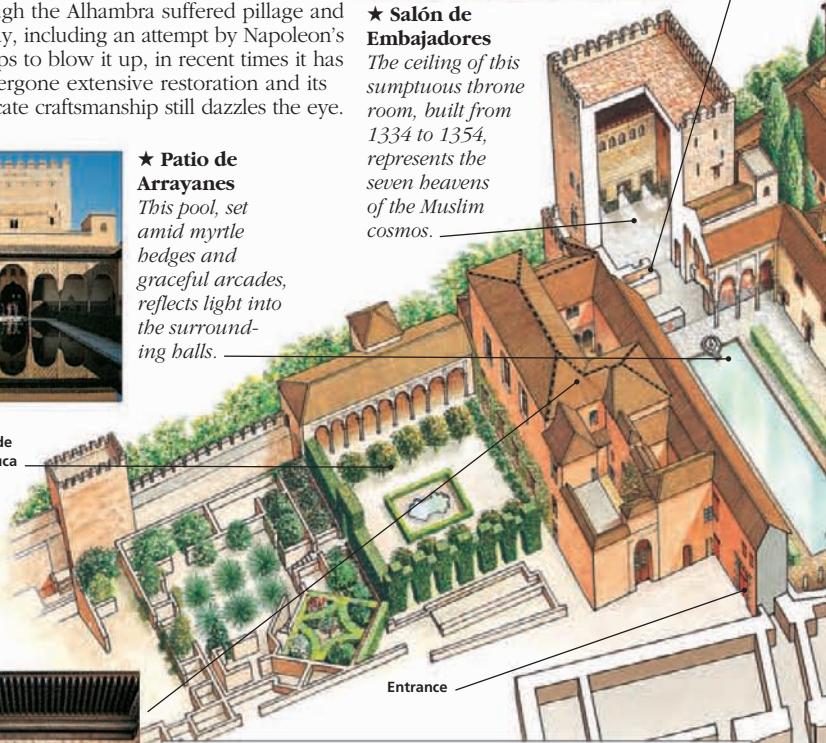 gh the Alhambra suffered pillage and
y, including an attempt by Napoleon's
ps to blow it up, in recent times it has
ergone extensive restoration and its
cate craftsmanship still dazzles the eye.
★ Patio de
Arrayanes
This pool, set
amid myrtle
hedges and
graceful arcades,
reflects light into
the surround-
ing halls.
★ Salón de
Embajadores
The ceiling of this
sumptuous throne
room, built from
1334 to 1354,
represents the
seven heavens
of the Muslim
cosmos.
de
Entrance